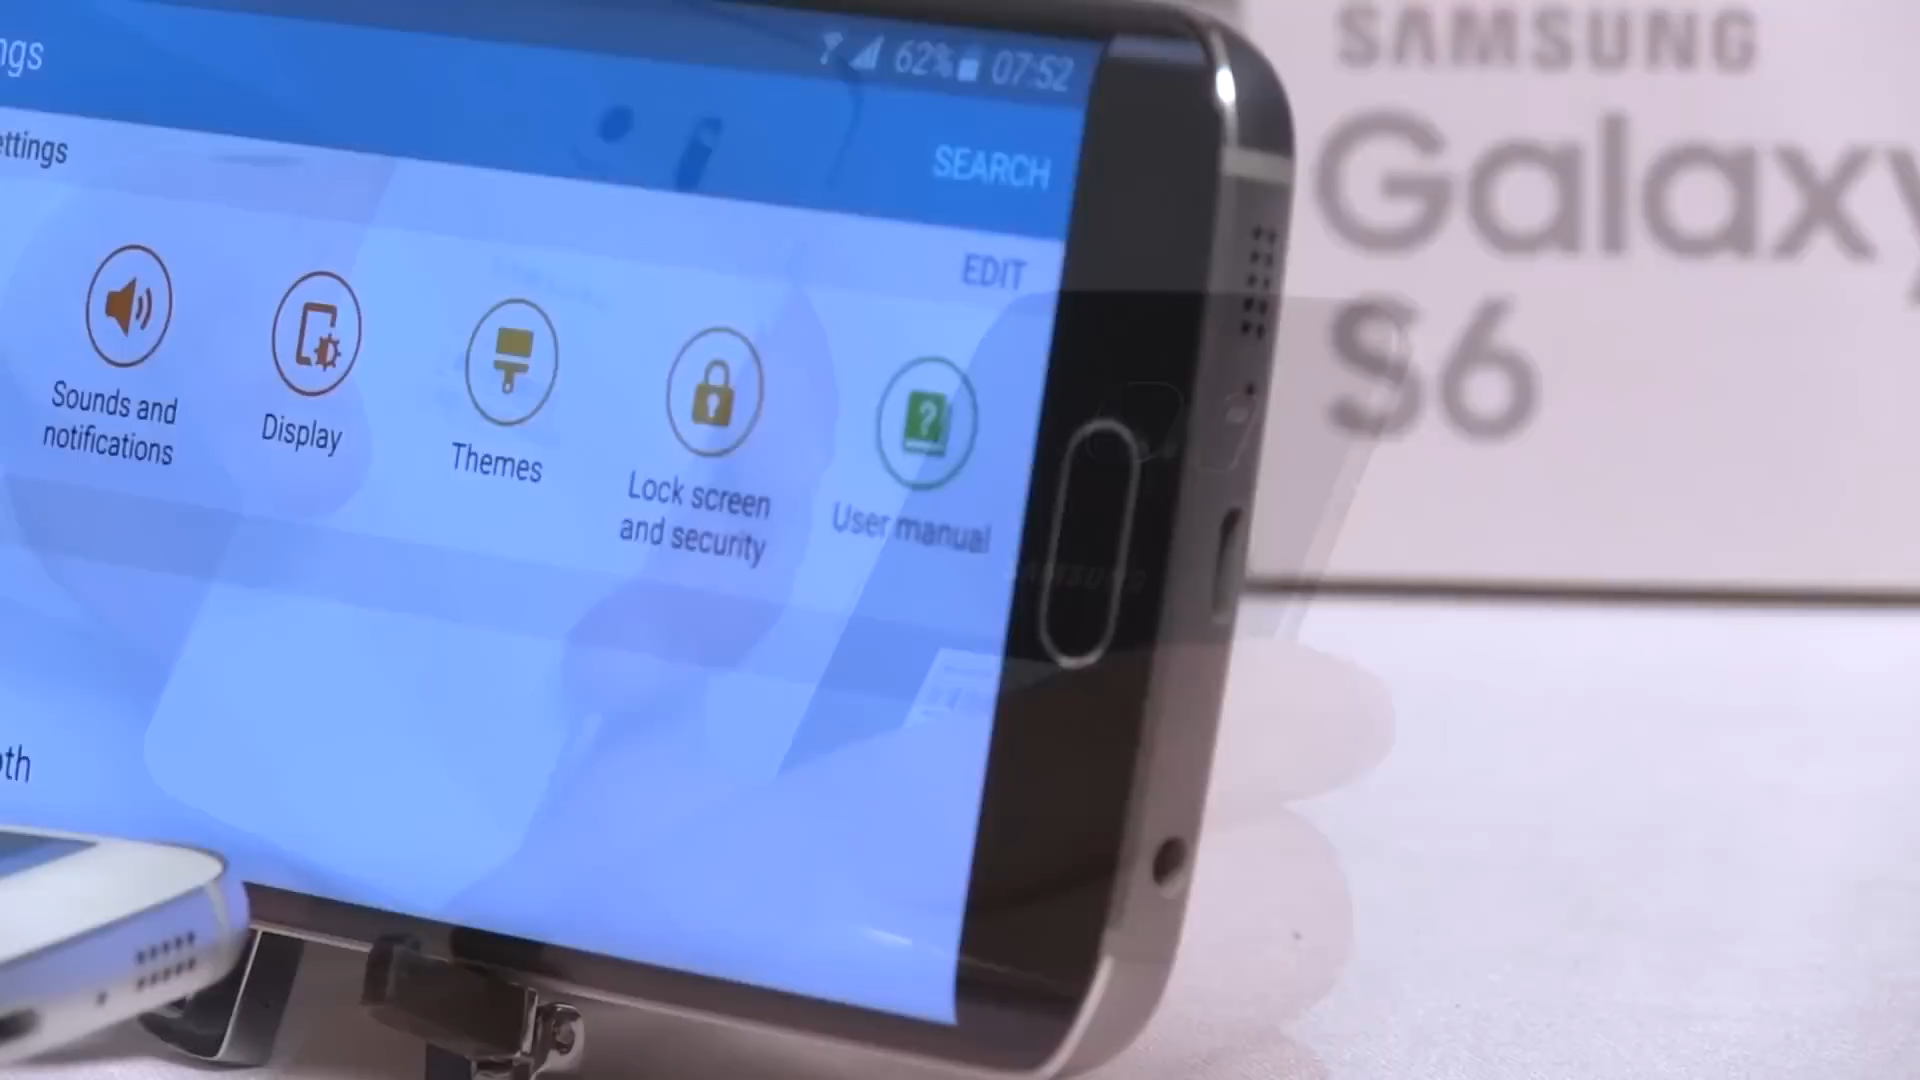 ngs
62% 07:52
SEARCH
ettings
EDIT
Sounds and
notifications
Display
Themes
Lock screen
and security
User manual
oth
SAMSUNG
SAMSUNG
Galaxy
S6